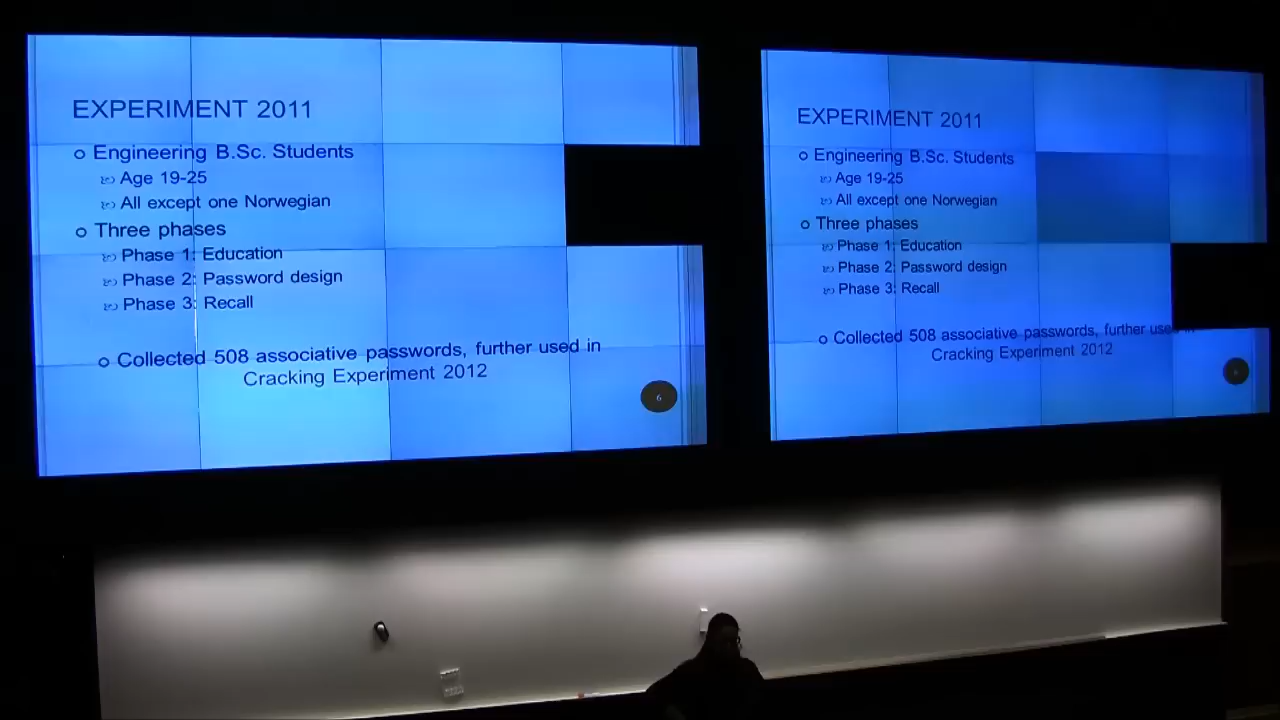 EXPERIMENT 2011
Engineering B.Sc. Students
Age 19-25
All except one Norwegian
Three phases
Phase 1: Education
Phase 2: Password design
Phase 3: Recall
Collected 508 associative passwords, further used in
Cracking Experiment 2012
6
EXPERIMENT 2011
Engineering B.Sc. Students
Age 19-25
All except one Norwegian
Three phases
Phase 1: Education
Phase 2: Password design
Phase 3: Recall
Collected 508 associative passwords, further used in
Cracking Experiment 2012